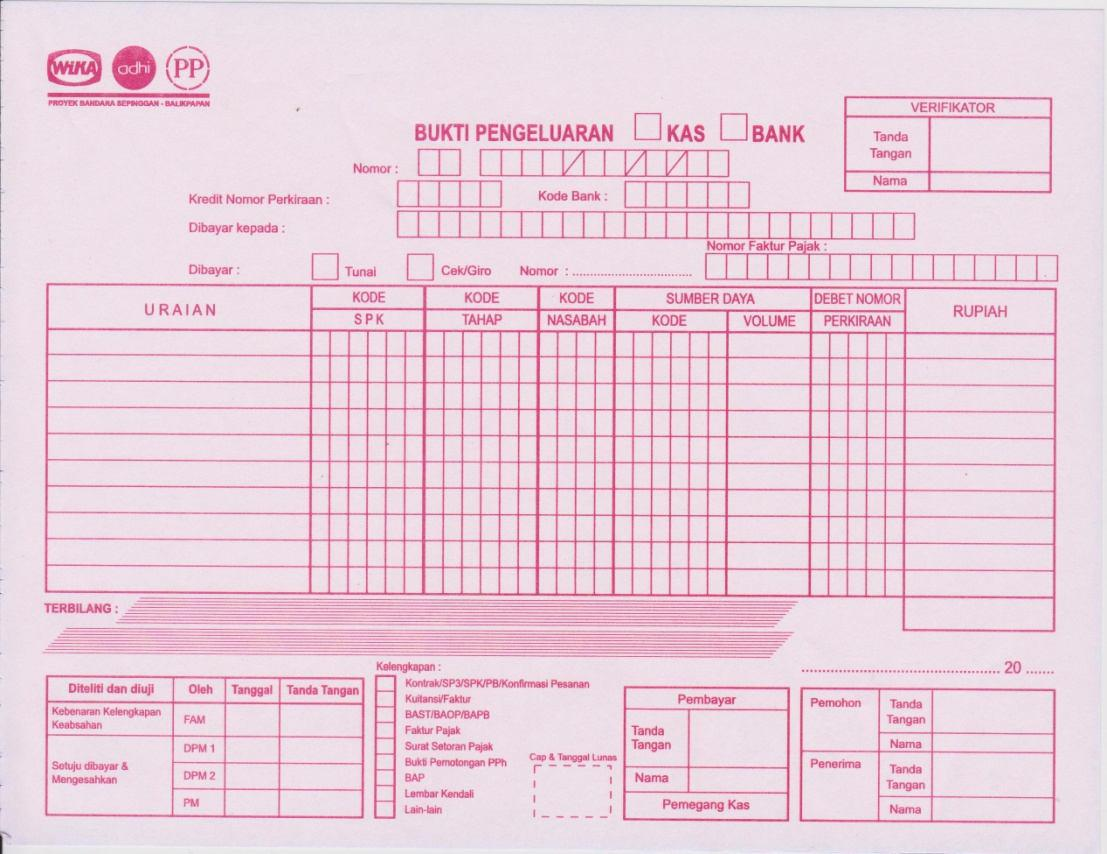 WiKA adhi PP
PROYEK BANDARA SEPINGGAN - BALIKPAPAN
VERIFIKATOR
Tanda Tangan
Nama
BUKTI PENGELUARAN KAS BANK
Nomor :
Kredit Nomor Perkiraan : Kode Bank :
Dibayar kepada :
Nomor Faktur Pajak :
Dibayar : Tunai Cek/Giro Nomor : ..............................
URAIAN KODE KODE KODE SUMBER DAYA DEBET NOMOR RUPIAH
SPK TAHAP NASABAH KODE VOLUME PERKIRAAN
TERBILANG :
.................................................. 20 .......
Diteliti dan diuji Oleh Tanggal Tanda Tangan
Kebenaran Kelengkapan
Keabsahan
FAM
Setuju dibayar &
Mengesahkan
DPM 1
DPM 2
PM
Kelengkapan :
Kontrak/SP3/SPK/PB/Konfirmasi Pesanan
Kuitansi/Faktur
BAST/BAOP/BAPB
Faktur Pajak
Surat Setoran Pajak
Bukti Pemotongan PPh
BAP
Lembar Kendali
Lain-lain
Cap & Tanggal Lunas
Pembayar
Tanda
Tangan
Nama
Pemegang Kas
Pemohon
Tanda
Tangan
Nama
Penerima
Tanda
Tangan
Nama